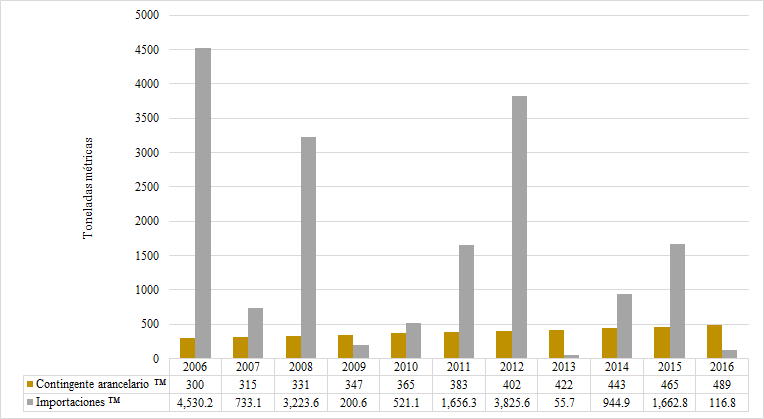 5000
4500
4000
3500
3000
2500
2000
1500
1000
500
0
Toneladas métricas
2006 2007 2008 2009 2010 2011 2012 2013 2014 2015 2016
Contingente arancelario TM 300 315 331 347 365 383 402 422 443 465 489
Importaciones TM 4,530.2 733.1 3,223.6 200.6 521.1 1,656.3 3,825.6 55.7 944.9 1,662.8 116.8